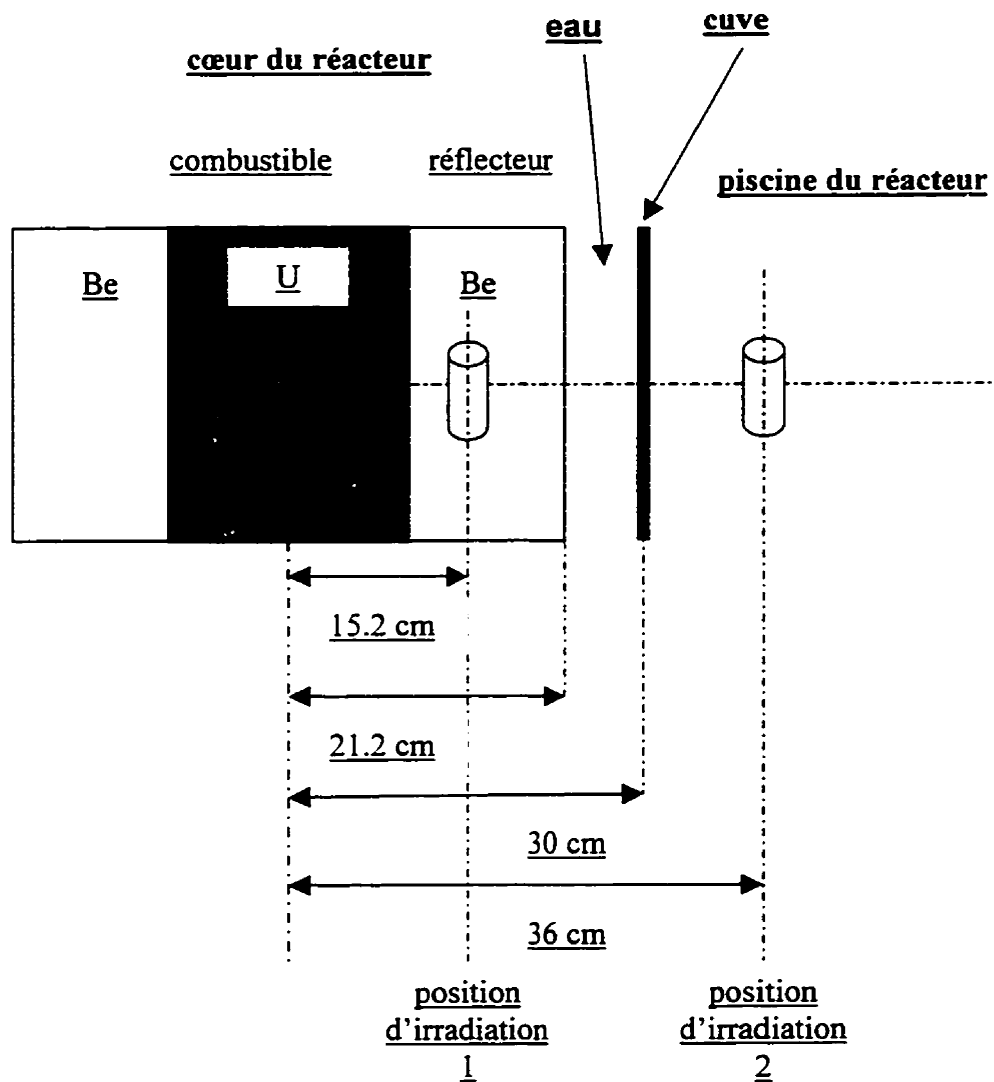 eau
cuve
cœur du réacteur
combustible
réflecteur
piscine du réacteur
Be
U
Be
15.2 cm
21.2 cm
30 cm
36 cm
position
d'irradiation
1
position
d'irradiation
2